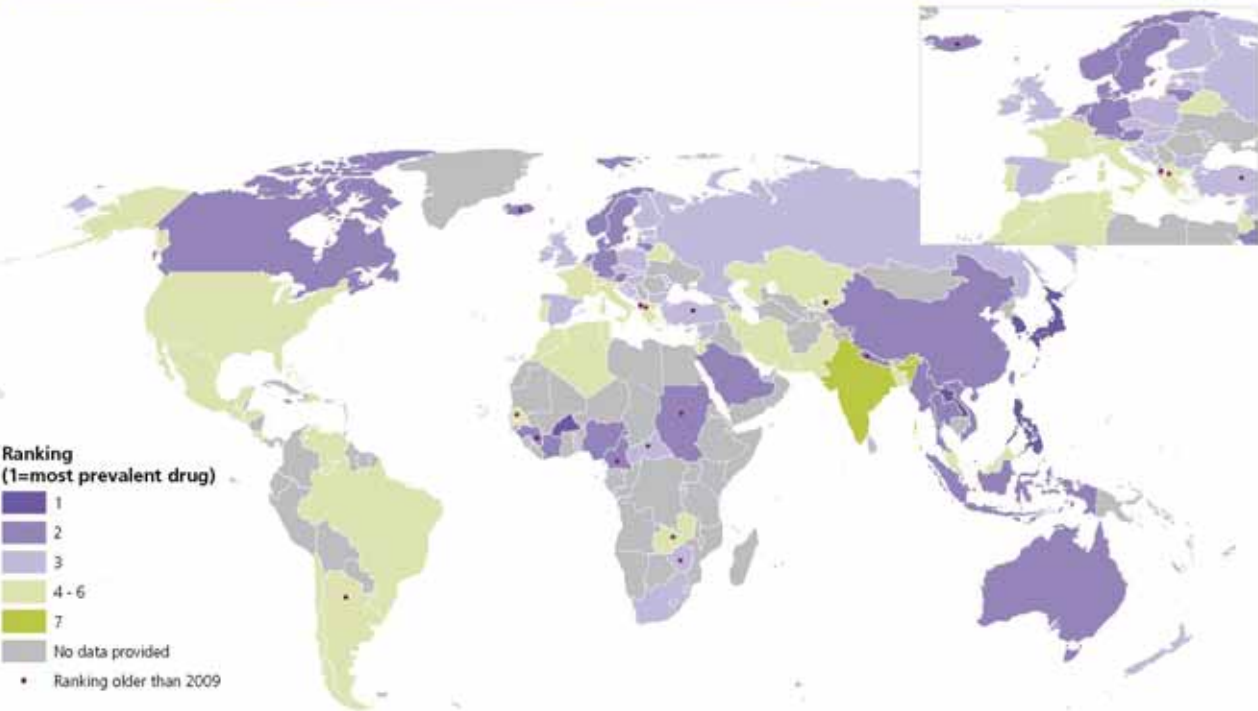 Ranking
(1=most prevalent drug)
1
2
3
4 - 6
7
No data provided
Ranking older than 2009